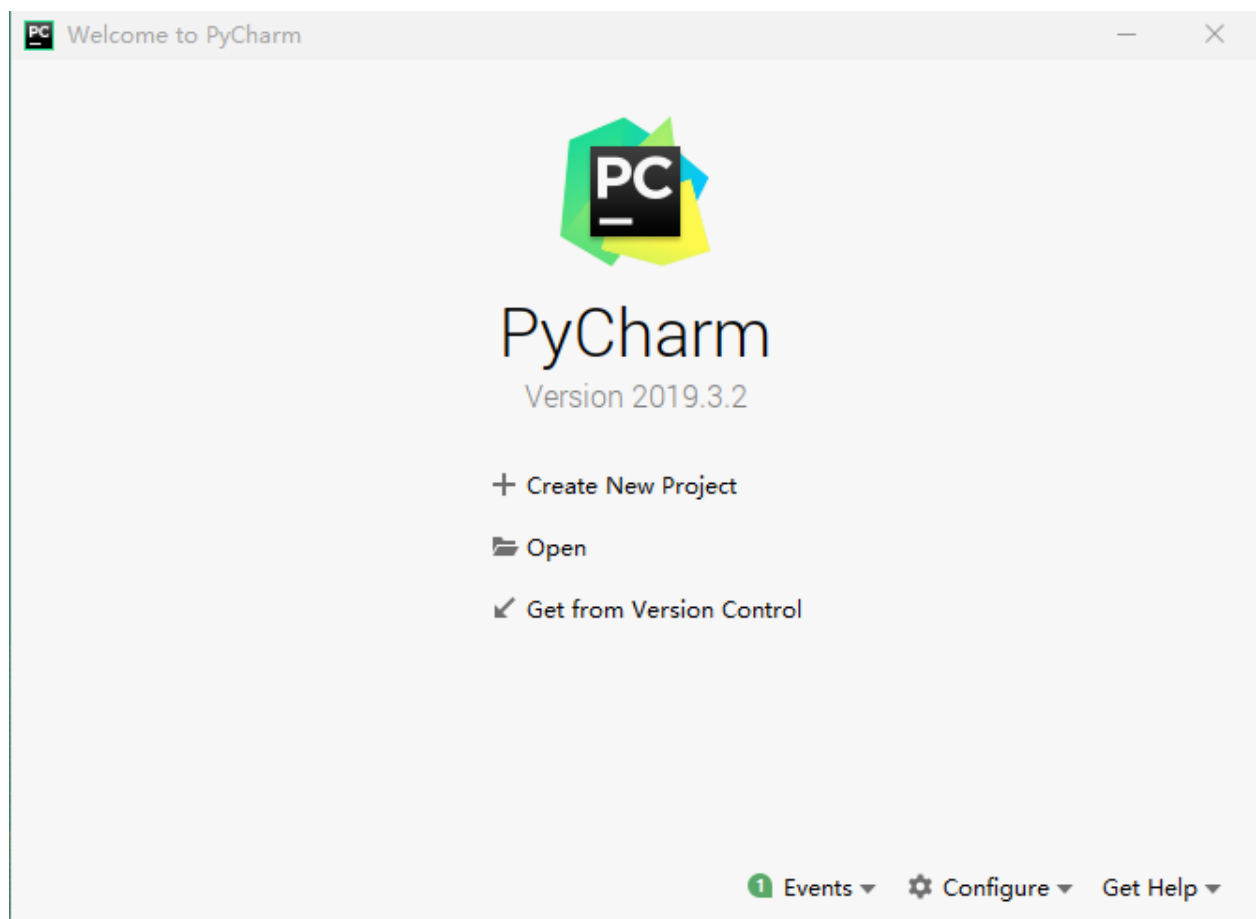 PC Welcome to PyCharm
PC
PyCharm
Version 2019.3.2
Create New Project
Open
Get from Version Control
1 Events Configure Get Help